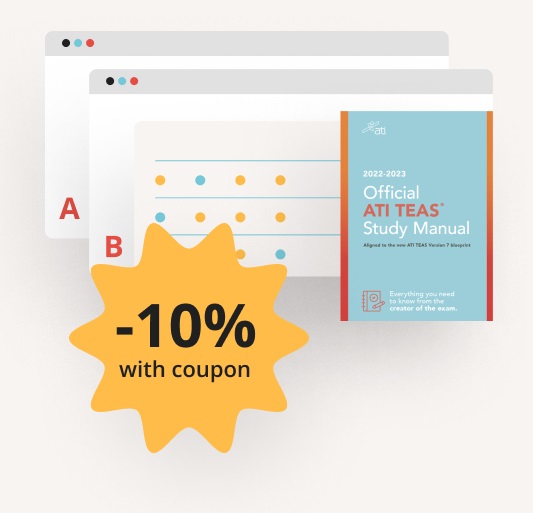 A
B
ati
2022-2023
Official
ATI TEAS®
Study Manual
Aligned to the new ATI TEAS Version 7 blueprint
Everything you need
to know from the
creator of the exam.
-10%
with coupon